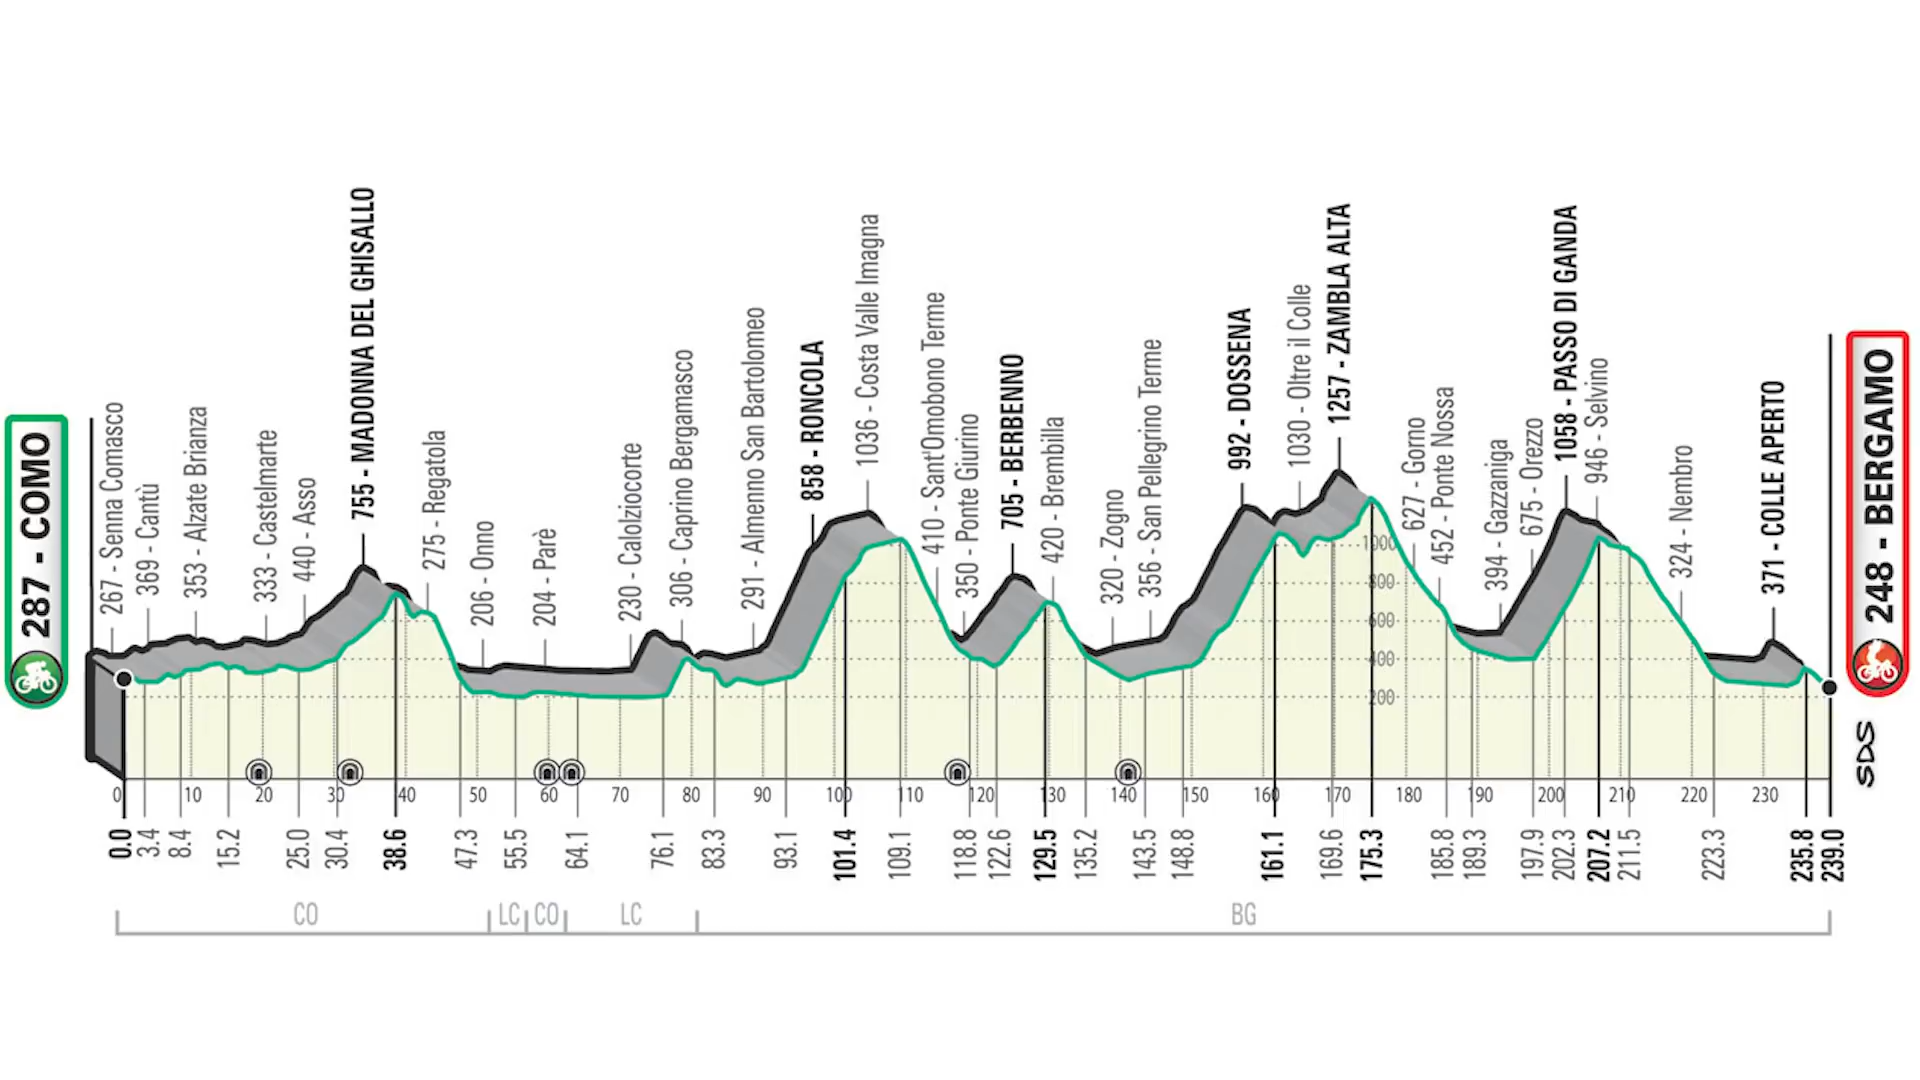 287 - COMO
267 - Senna Comasco
369 - Cantù
353 - Alzate Brianza
333 - Castelmarte
440 - Asso
755 - MADONNA DEL GHISALLO
275 - Regatola
206 - Onno
204 - Parè
230 - Calolziocorte
306 - Caprino Bergamasco
291 - Almenno San Bartolomeo
858 - RONCOLA
1036 - Costa Valle Imagna
410 - Sant'Omobono Terme
350 - Ponte Giurino
705 - BERBENNO
420 - Brembilla
320 - Zogno
356 - San Pellegrino Terme
992 - DOSSENA
1030 - Oltre il Colle
1257 - ZAMBLA ALTA
627 - Gorno
452 - Ponte Nossa
394 - Gazzaniga
675 - Orezzo
1058 - PASSO DI GANDA
946 - Selvino
324 - Nembro
371 - COLLE APERTO
248 - BERGAMO
SDS
1000
800
600
400
200
0 10 20 30 40 50 60 70 80 90 100 110 120 130 140 150 160 170 180 190 200 210 220 230
0.0 3.4 8.4 15.2 25.0 30.4 38.6 47.3 55.5 64.1 76.1 83.3 93.1 101.4 109.1 118.8 122.6 129.5 135.2 143.5 148.8 161.1 169.6 175.3 185.8 189.3 197.9 202.3 207.2 211.5 223.3 235.8 239.0
CO LC CO LC BG